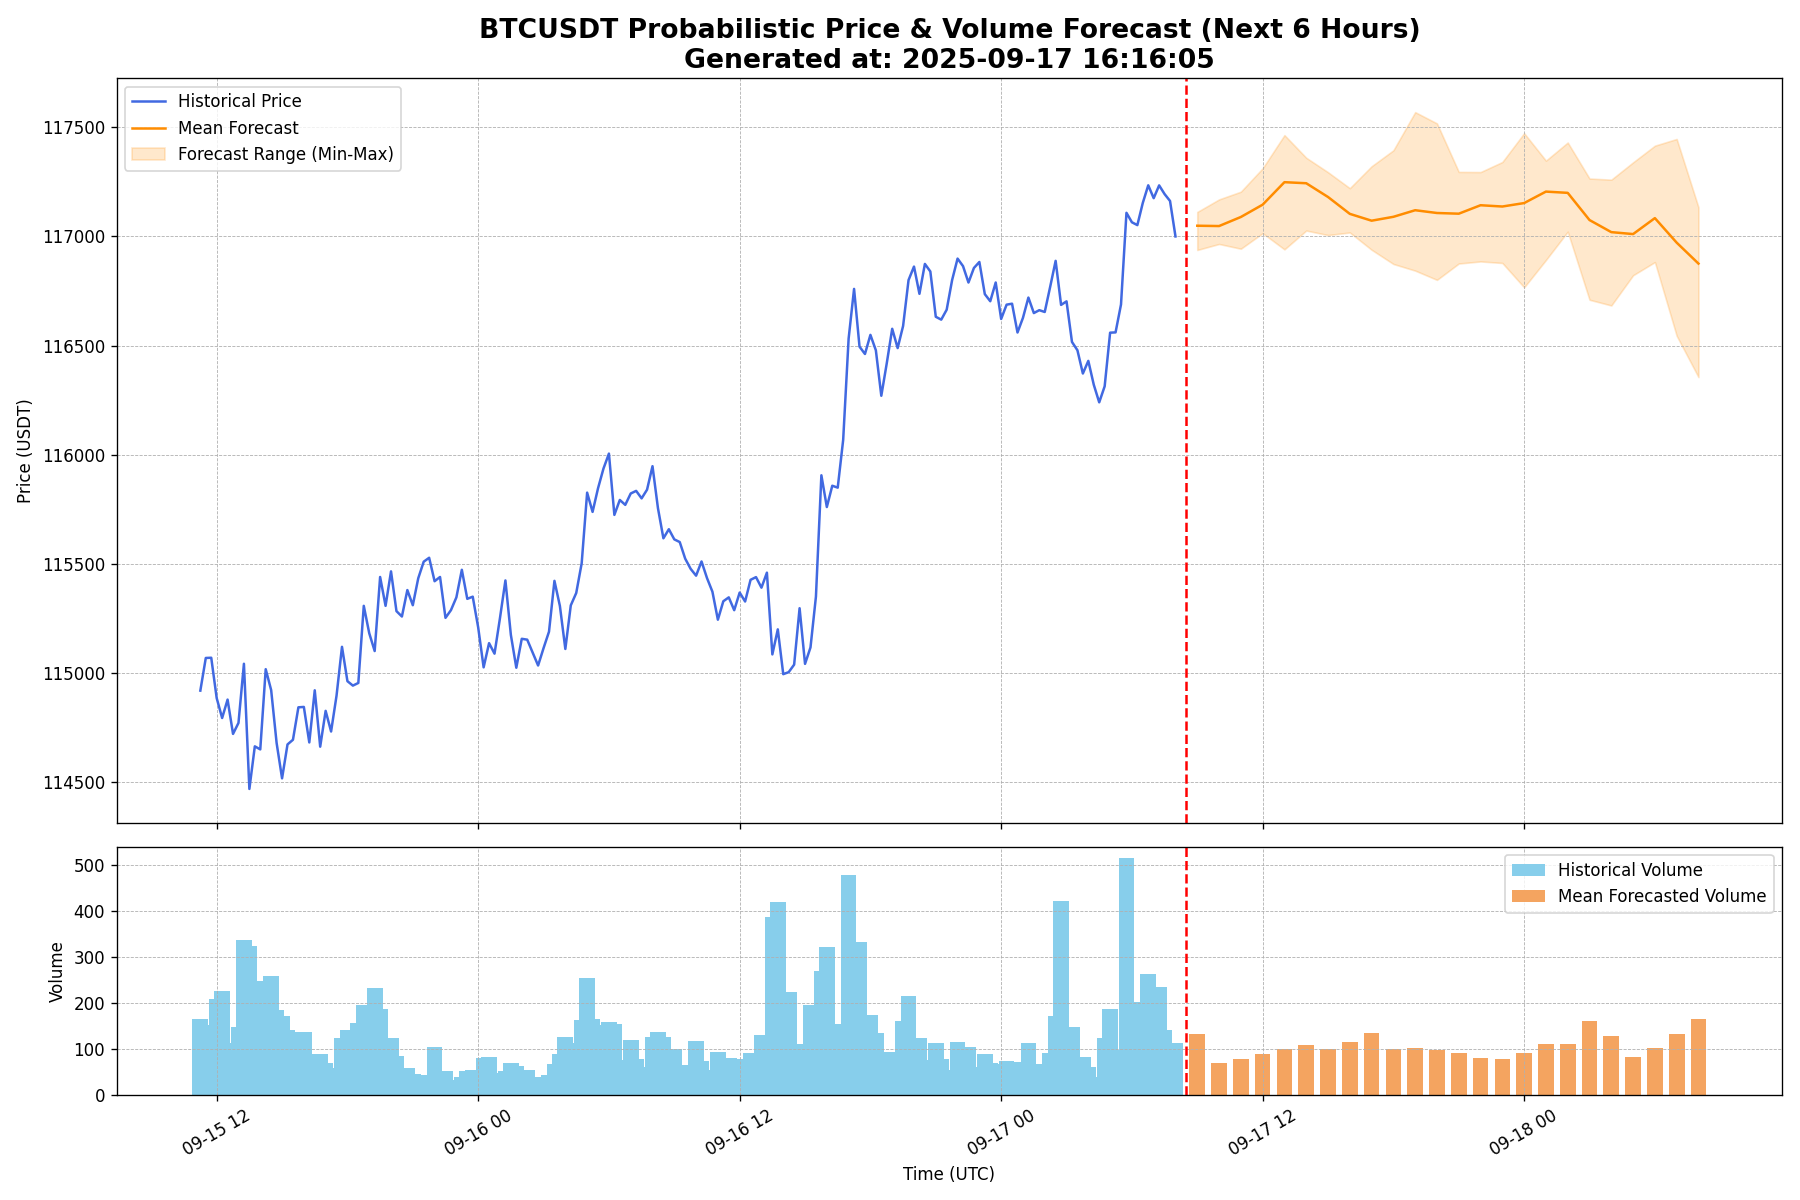 BTCUSDT Probabilistic Price & Volume Forecast (Next 6 Hours)
Generated at: 2025-09-17 16:16:05
Historical Price
Mean Forecast
Forecast Range (Min-Max)
117500
117000
116500
116000
115500
115000
114500
Price (USDT)
Historical Volume
Mean Forecasted Volume
500
400
300
200
100
0
Volume
09-15 12
09-16 00
09-16 12
09-17 00
09-17 12
09-18 00
Time (UTC)